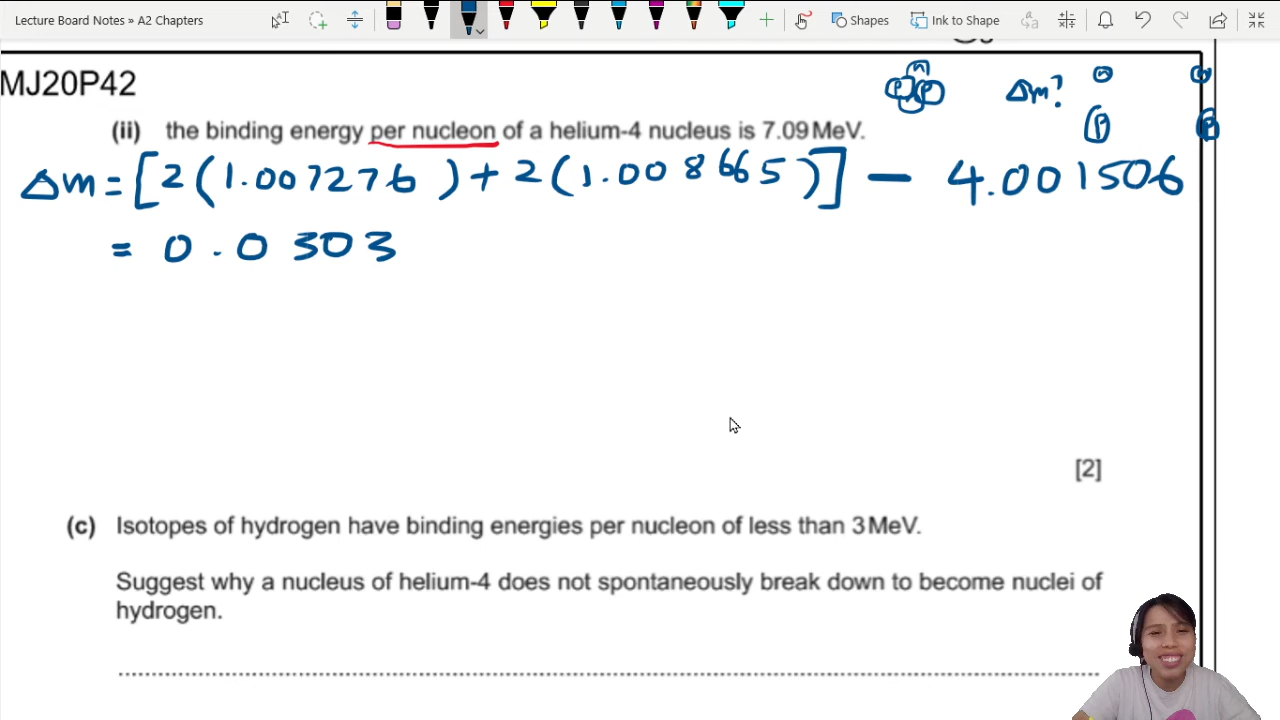 Lecture Board Notes » A2 Chapters
Shapes
Ink to Shape
MJ20P42
n
P P
Δm?
n
P
n
P
(ii) the binding energy per nucleon of a helium-4 nucleus is 7.09 MeV.
Δm = [2(1.007276) + 2(1.008665)] — 4.001506
= 0.0303
[2]
(c) Isotopes of hydrogen have binding energies per nucleon of less than 3 MeV.
Suggest why a nucleus of helium-4 does not spontaneously break down to become nuclei of
hydrogen.